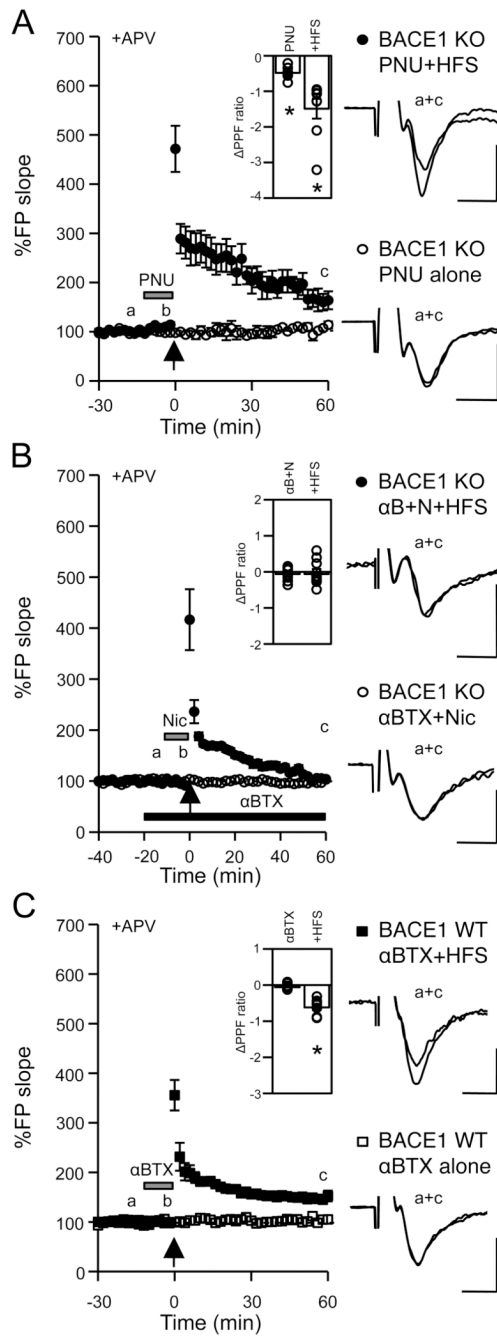 A
+APV
PNU
+HFS
ΔPPF ratio
0
-1
-2
-3
-4
*
*
BACE1 KO
PNU+HFS
a+c
%FP slope
700
600
500
400
300
200
100
0
PNU
a
b
c
BACE1 KO
PNU alone
a+c
-30
0
30
60
Time (min)
B
+APV
αB+N
+HFS
ΔPPF ratio
2
1
0
-1
-2
BACE1 KO
αB+N+HFS
a+c
%FP slope
700
600
500
400
300
200
100
0
Nic
a
b
c
αBTX
BACE1 KO
αBTX+Nic
a+c
-40
-20
0
20
40
60
Time (min)
C
+APV
αBTX
+HFS
ΔPPF ratio
1
0
-1
-2
-3
*
BACE1 WT
αBTX+HFS
a+c
%FP slope
700
600
500
400
300
200
100
0
αBTX
a
b
c
BACE1 WT
αBTX alone
a+c
-30
0
30
60
Time (min)